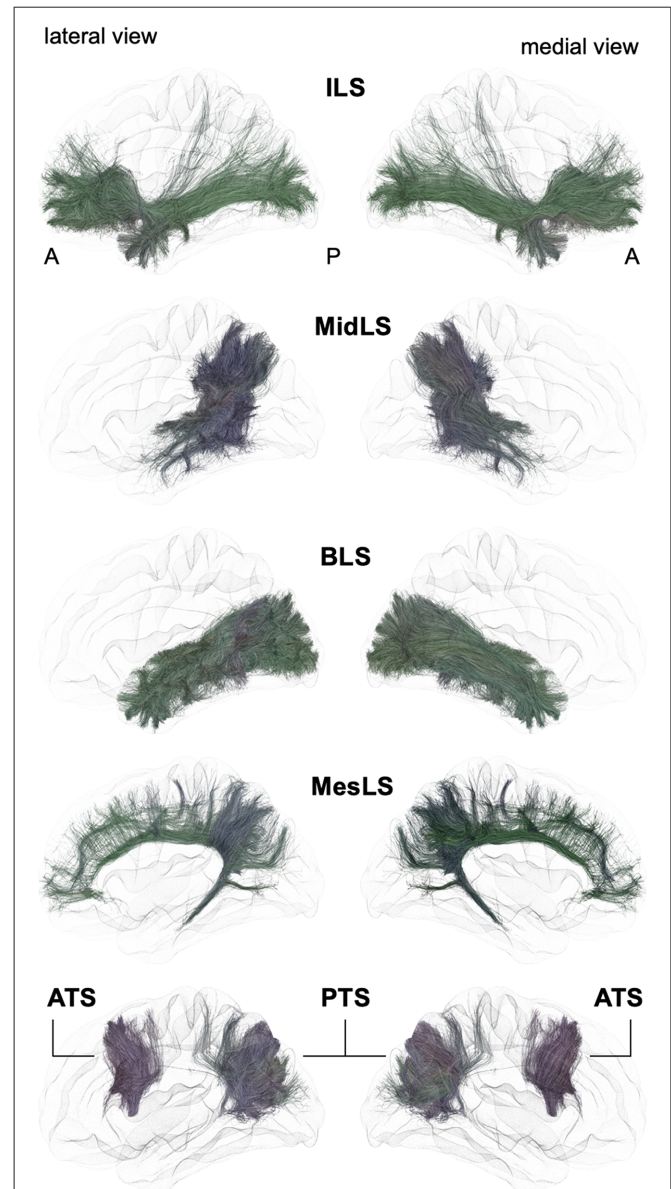 lateral view
medial view
ILS
A P A
MidLS
BLS
MesLS
ATS PTS ATS